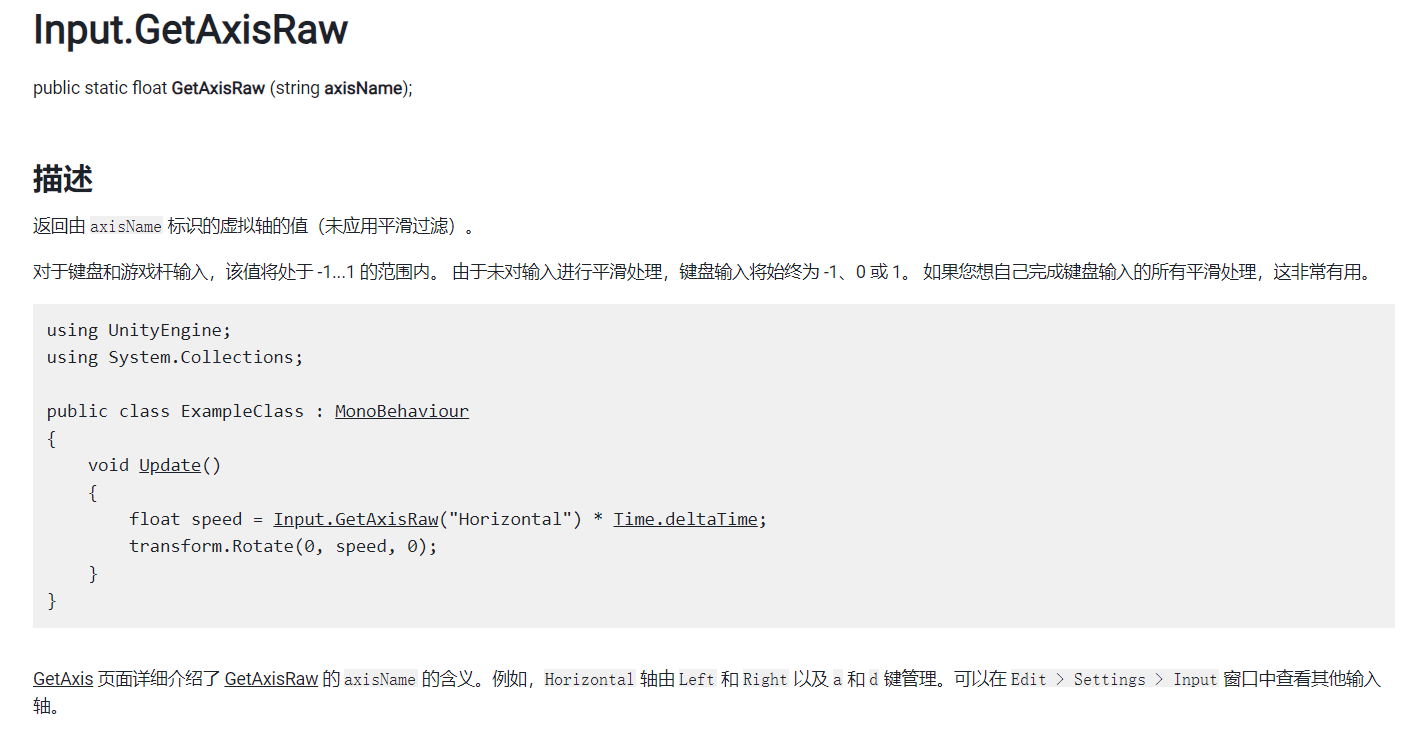 Input.GetAxisRaw
public static float GetAxisRaw (string axisName);
描述
返回由 axisName 标识的虚拟轴的值（未应用平滑过滤）。
对于键盘和游戏杆输入，该值将处于 -1...1 的范围内。 由于未对输入进行平滑处理，键盘输入将始终为 -1、0 或 1。 如果您想自己完成键盘输入的所有平滑处理，这非常有用。
using UnityEngine;
using System.Collections;
public class ExampleClass : MonoBehaviour
{
    void Update()
    {
        float speed = Input.GetAxisRaw("Horizontal") * Time.deltaTime;
        transform.Rotate(0, speed, 0);
    }
}
GetAxis 页面详细介绍了 GetAxisRaw 的 axisName 的含义。例如，Horizontal 轴由 Left 和 Right 以及 a 和 d 键管理。可以在 Edit > Settings > Input 窗口中查看其他输入
轴。